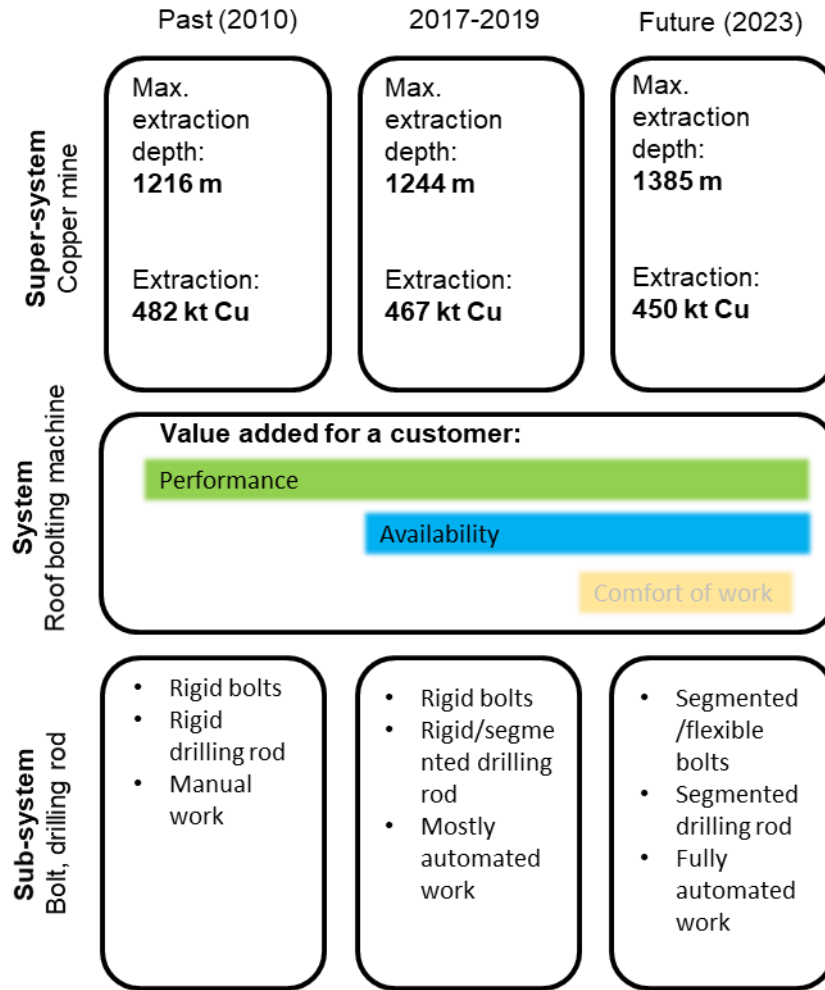 Past (2010)
2017-2019
Future (2023)
Super-system
Copper mine
Max.
extraction
depth:
1216 m
Extraction:
482 kt Cu
Max.
extraction
depth:
1244 m
Extraction:
467 kt Cu
Max.
extraction
depth:
1385 m
Extraction:
450 kt Cu
System
Roof bolting machine
Value added for a customer:
Performance
Availability
Comfort of work
Sub-system
Bolt, drilling rod
• Rigid bolts
• Rigid
drilling rod
• Manual
work
• Rigid bolts
• Rigid/segme
nted drilling
rod
• Mostly
automated
work
• Segmented
/flexible
bolts
• Segmented
drilling rod
• Fully
automated
work